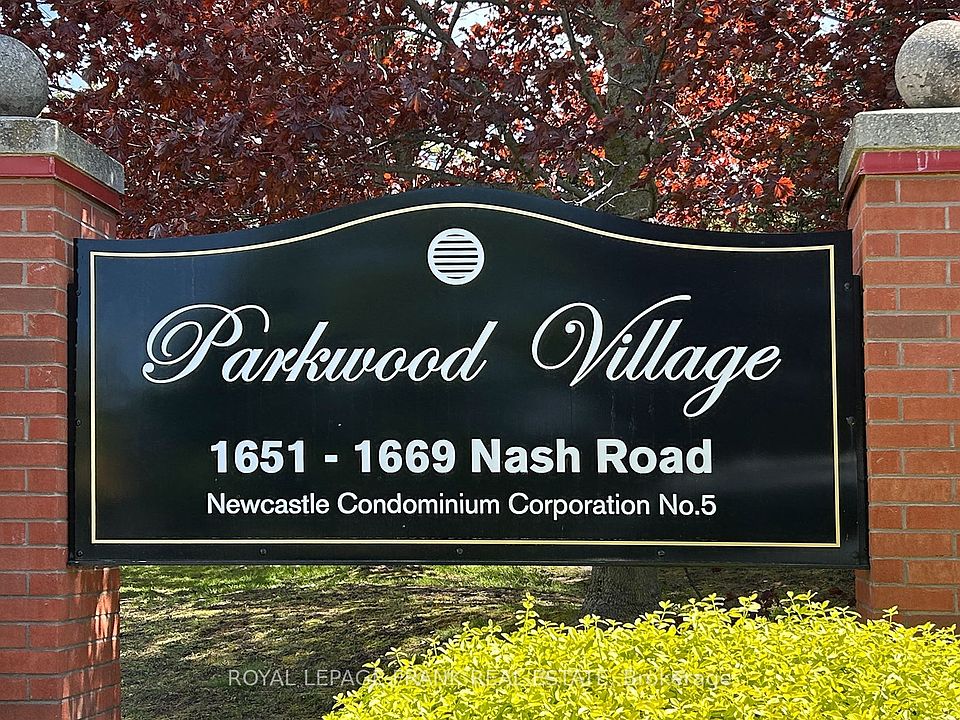 Parkwood Village
1651 - 1669 Nash Road
Newcastle Condominium Corporation No.5
ROYAL LEPAGE FRANK REAL ESTATE, Brokerage